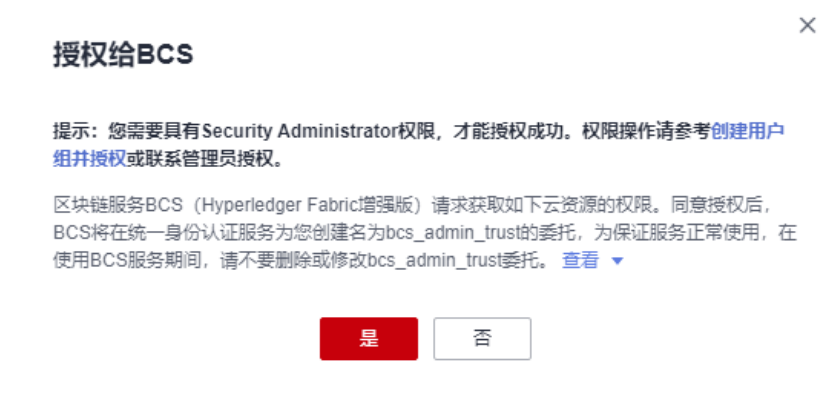 授权给BCS
提示：您需要具有Security Administrator权限，才能授权成功。权限操作请参考创建用户
组并授权或联系管理员授权。
区块链服务BCS（Hyperledger Fabric增强版）请求获取如下云资源的权限。同意授权后，
BCS将在统一身份认证服务为您创建名为bcs_admin_trust的委托，为保证服务正常使用，在
使用BCS服务期间，请不要删除或修改bcs_admin_trust委托。 查看
是 否